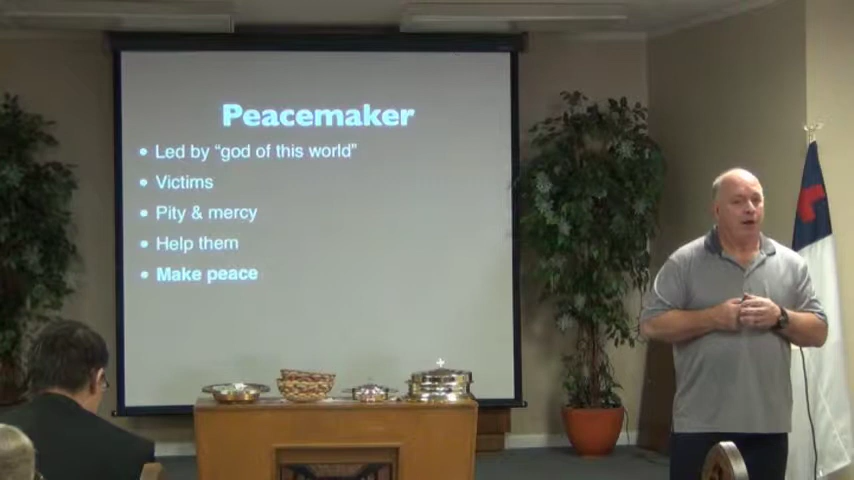 Peacemaker
• Led by “god of this world”
• Victims
• Pity & mercy
• Help them
• Make peace